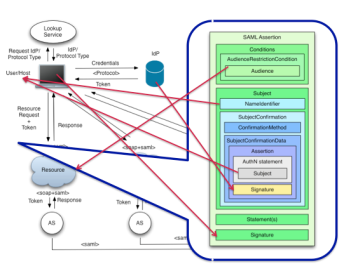 Lookup
Service
Request IdP/
Protocol Type
IdP/
Protocol Type
User/Host
Credentials
<Protocol>
Token
IdP
Resource
Request
+
Token
Response
<soap+saml>
Resource
<soap+saml>
Token
Response
Token
AS
AS
<saml>
SAML Assertion
Conditions
AudienceRestrictionCondition
Audience
Subject
NameIdentifier
SubjectConfirmation
ConfirmationMethod
SubjectConfirmationData
Assertion
AuthN statement
Subject
Signature
Statement(s)
Signature